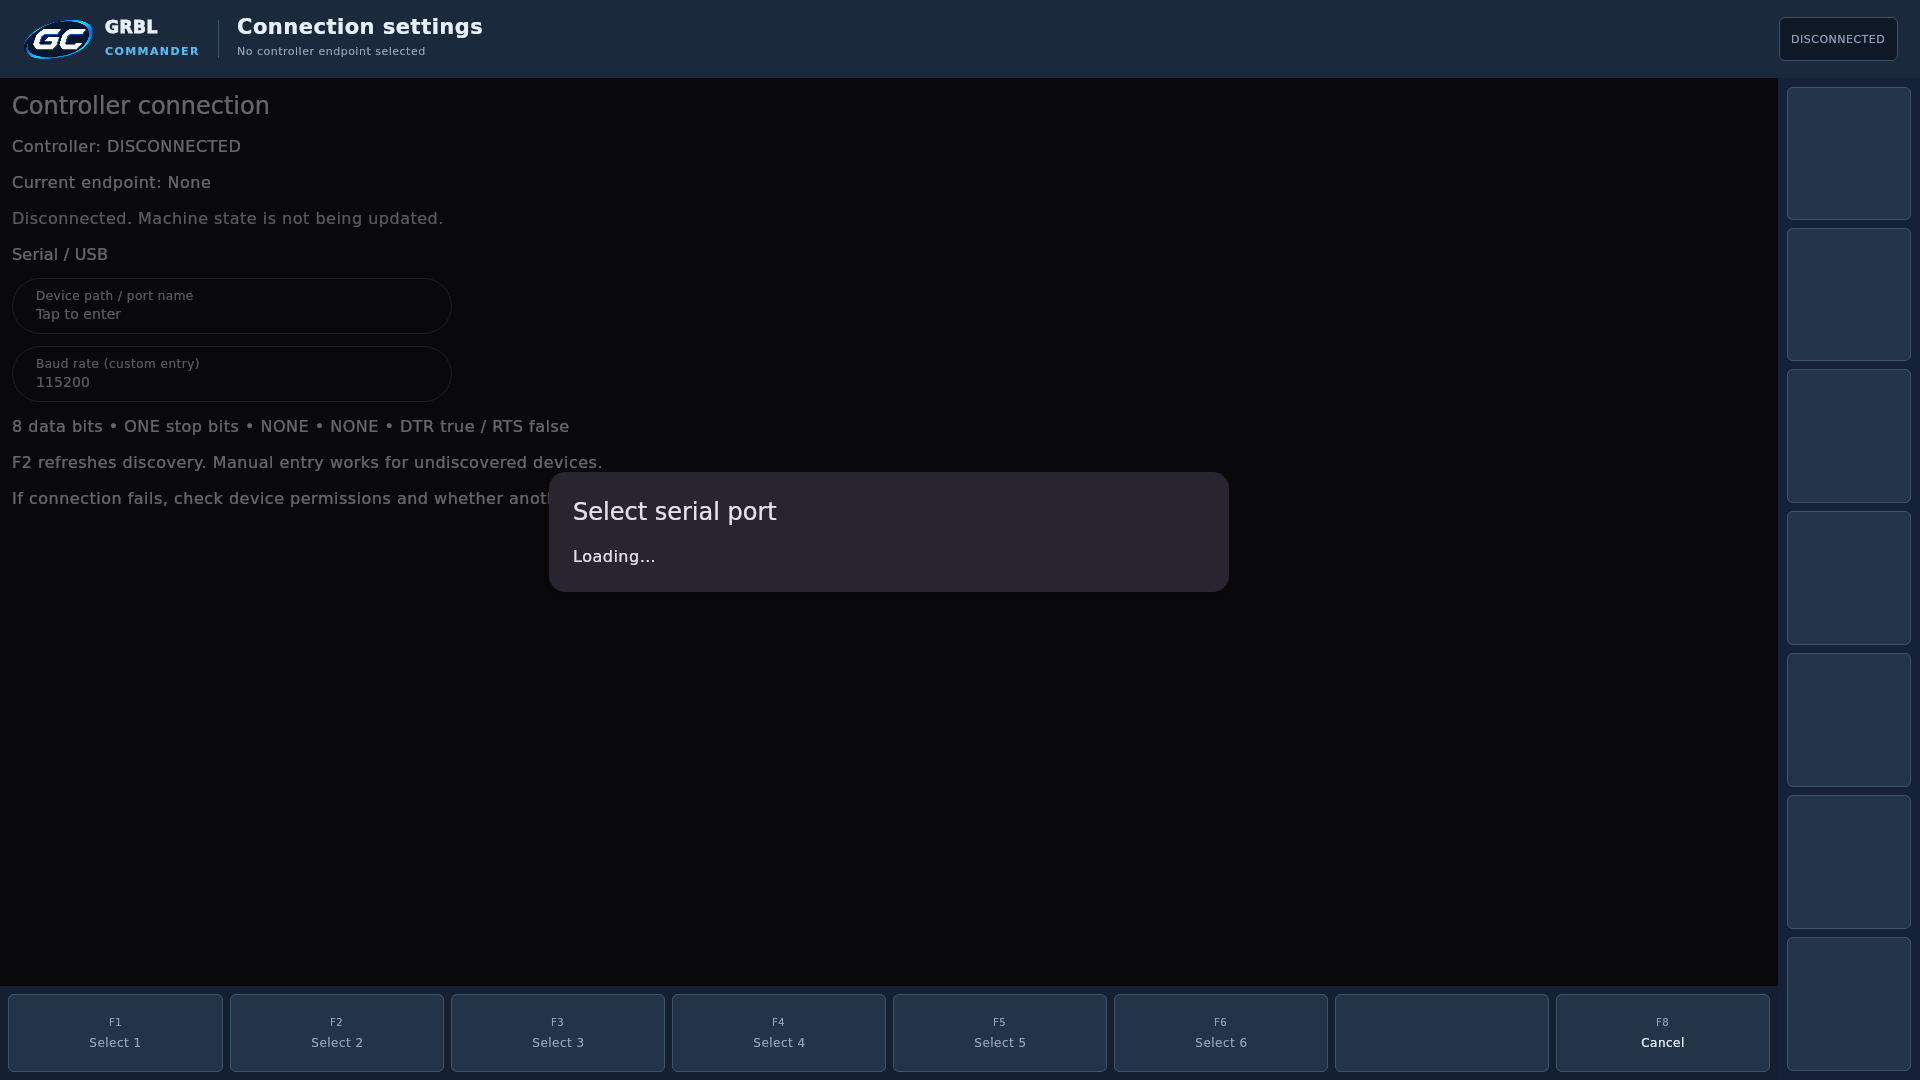 GC
GRBL
COMMANDER
Connection settings
No controller endpoint selected
DISCONNECTED
Controller connection
Controller: DISCONNECTED
Current endpoint: None
Disconnected. Machine state is not being updated.
Serial / USB
Device path / port name
Tap to enter
Baud rate (custom entry)
115200
8 data bits • ONE stop bits • NONE • NONE • DTR true / RTS false
F2 refreshes discovery. Manual entry works for undiscovered devices.
If connection fails, check device permissions and whether
Select serial port
Loading...
F1
Select 1
F2
Select 2
F3
Select 3
F4
Select 4
F5
Select 5
F6
Select 6
F8
Cancel